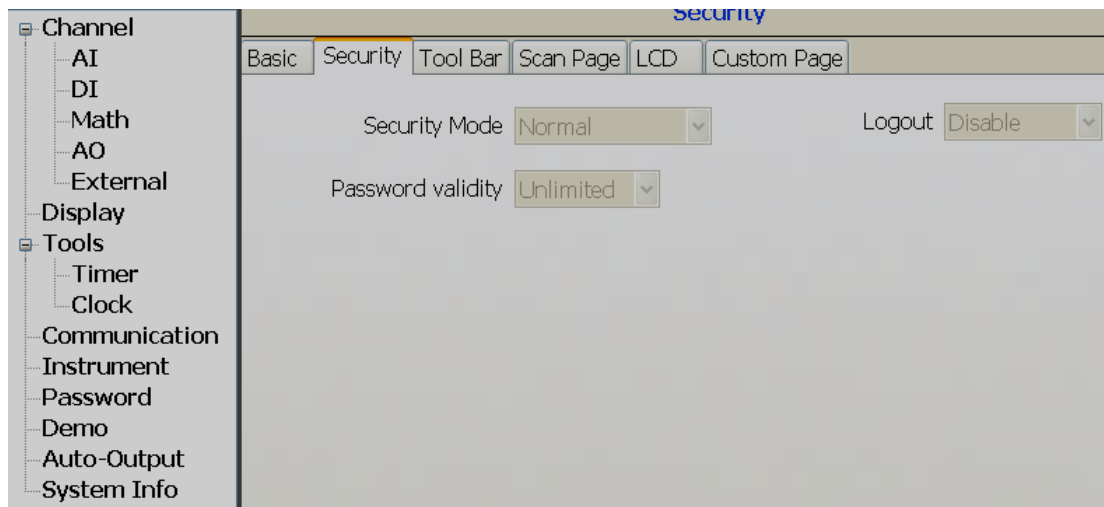 Channel
AI
DI
Math
AO
External
Display
Tools
Timer
Clock
Communication
Instrument
Password
Demo
Auto-Output
System Info
Security
Basic Security Tool Bar Scan Page LCD Custom Page
Security Mode Normal Logout Disable
Password validity Unlimited